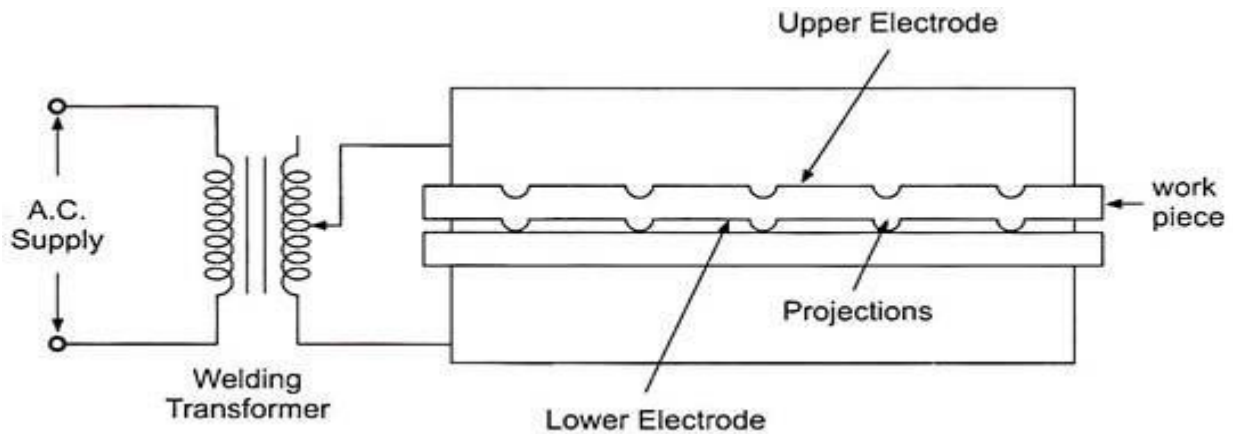 Upper Electrode
A.C.
Supply
work
piece
Projections
Welding
Transformer
Lower Electrode